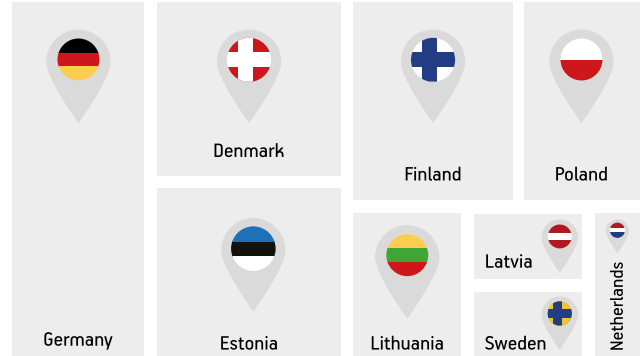 Denmark
Finland
Poland
Germany
Estonia
Lithuania
Latvia
Sweden
Netherlands